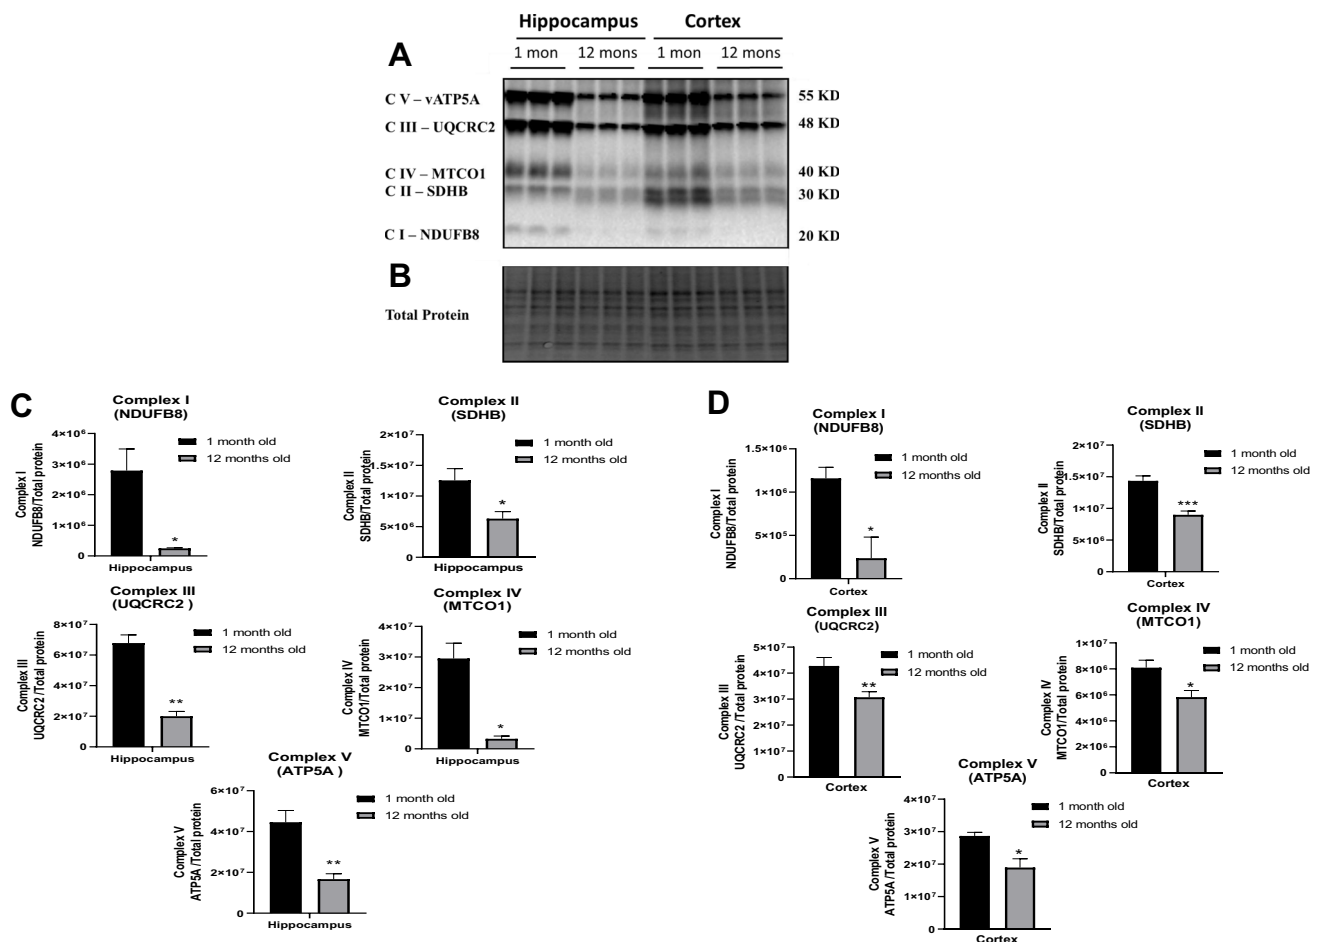 Hippocampus Cortex
A
1 mon 12 mons 1 mon 12 mons
C V – vATP5A 55 KD
C III – UQCRC2 48 KD
C IV – MTCO1 40 KD
C II – SDHB 30 KD
C I – NDUFB8 20 KD
B
Total Protein
C
Complex I
(NDUFB8)
Complex I
NDUFB8/Total protein
4×10⁶
3×10⁶
2×10⁶
1×10⁶
0
1 month old
12 months old
*
Hippocampus
Complex II
(SDHB)
Complex II
SDHB/Total protein
2×10⁷
1.5×10⁷
1×10⁷
5×10⁶
0
1 month old
12 months old
*
Hippocampus
Complex III
(UQCRC2 )
Complex III
UQCRC2 /Total protein
8×10⁷
6×10⁷
4×10⁷
2×10⁷
0
1 month old
12 months old
**
Hippocampus
Complex IV
(MTCO1)
Complex IV
MTCO1/Total protein
4×10⁷
3×10⁷
2×10⁷
1×10⁷
0
1 month old
12 months old
*
Hippocampus
Complex V
(ATP5A )
Complex V
ATP5A /Total protein
6×10⁷
4×10⁷
2×10⁷
0
1 month old
12 months old
**
Hippocampus
D
Complex I
(NDUFB8)
Complex I
NDUFB8/Total protein
1.5×10⁶
1×10⁶
5×10⁵
0
1 month old
12 months old
*
Cortex
Complex II
(SDHB)
Complex II
SDHB/Total protein
2×10⁷
1.5×10⁷
1×10⁷
5×10⁶
0
1 month old
12 months old
***
Cortex
Complex III
(UQCRC2)
Complex III
UQCRC2 /Total protein
5×10⁷
4×10⁷
3×10⁷
2×10⁷
1×10⁷
0
1 month old
12 months old
**
Cortex
Complex IV
(MTCO1)
Complex IV
MTCO1/Total protein
1×10⁷
8×10⁶
6×10⁶
4×10⁶
2×10⁶
0
1 month old
12 months old
*
Cortex
Complex V
(ATP5A)
Complex V
ATP5A /Total protein
4×10⁷
3×10⁷
2×10⁷
1×10⁷
0
1 month old
12 months old
*
Cortex